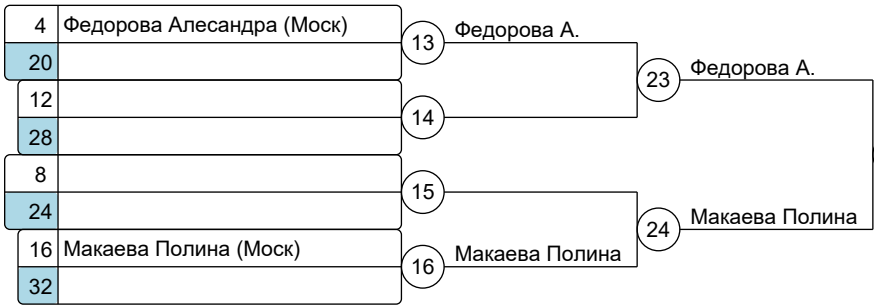 4 Федорова Алесандра (Моск)
13 Федорова А.
20
23 Федорова А.
12
14
28
8
15
24
24 Макаева Полина
16 Макаева Полина (Моск)
16 Макаева Полина
32